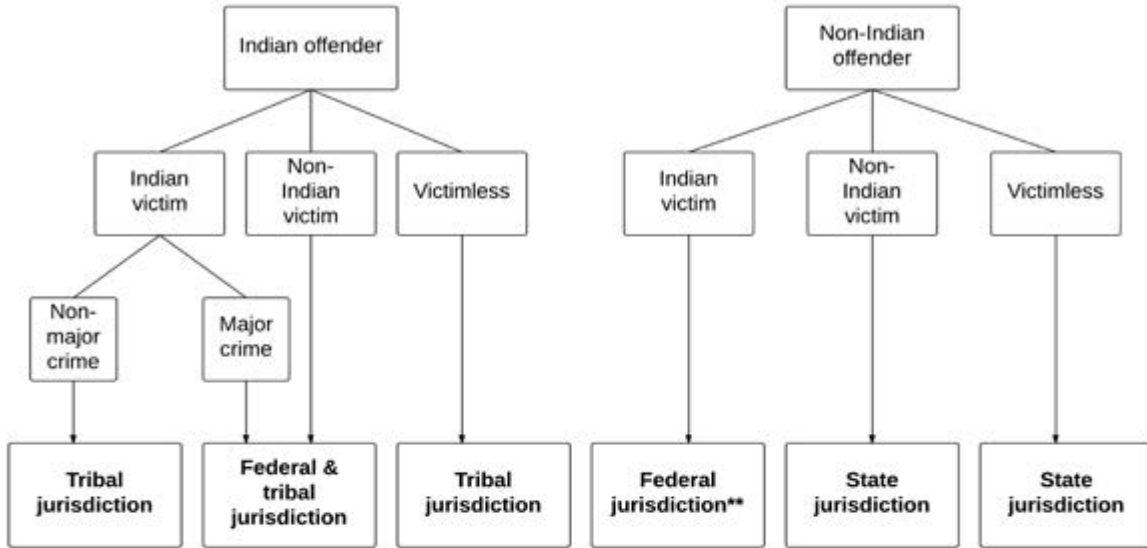 Indian offender
Non-Indian
offender
Indian
victim
Non-
Indian
victim
Victimless
Indian
victim
Non-
Indian
victim
Victimless
Non-
major
crime
Major
crime
Tribal
jurisdiction
Federal &
tribal
jurisdiction
Tribal
jurisdiction
Federal
jurisdiction**
State
jurisdiction
State
jurisdiction